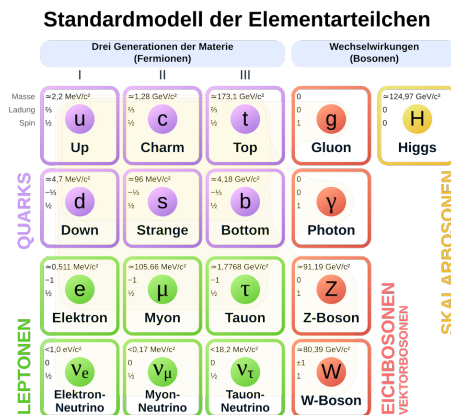 Standardmodell der Elementarteilchen
Drei Generationen der Materie
(Fermionen)
Wechselwirkungen
(Bosonen)
I II III
Masse
Ladung
Spin
≃2,2 MeV/c²
⅔
½
u
Up
≃1,28 GeV/c²
⅔
½
c
Charm
≃173,1 GeV/c²
⅔
½
t
Top
0
0
1
g
Gluon
≃124,97 GeV/c²
0
0
H
Higgs
QUARKS
≃4,7 MeV/c²
−⅓
½
d
Down
≃96 MeV/c²
−⅓
½
s
Strange
≃4,18 GeV/c²
−⅓
½
b
Bottom
0
0
1
γ
Photon
SKALARBOSONEN
LEPTONEN
≃0,511 MeV/c²
−1
½
e
Elektron
≃105,66 MeV/c²
−1
½
μ
Myon
≃1,7768 GeV/c²
−1
½
τ
Tauon
≃91,19 GeV/c²
0
1
Z
Z-Boson
EICHBOSONEN
VEKTORBOSONEN
<1,0 eV/c²
0
½
νe
Elektron-
Neutrino
<0,17 MeV/c²
0
½
νμ
Myon-
Neutrino
<18,2 MeV/c²
0
½
ντ
Tauon-
Neutrino
≃80,39 GeV/c²
±1
1
W
W-Boson